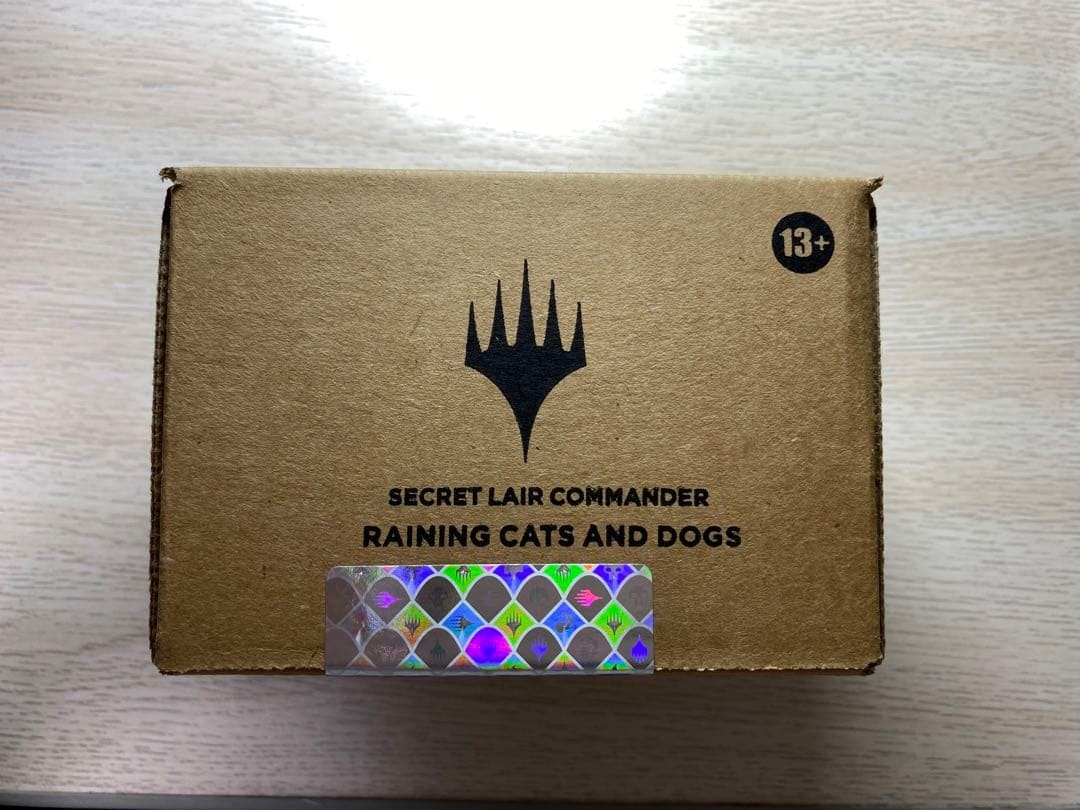 13+
SECRET LAIR COMMANDER
RAINING CATS AND DOGS